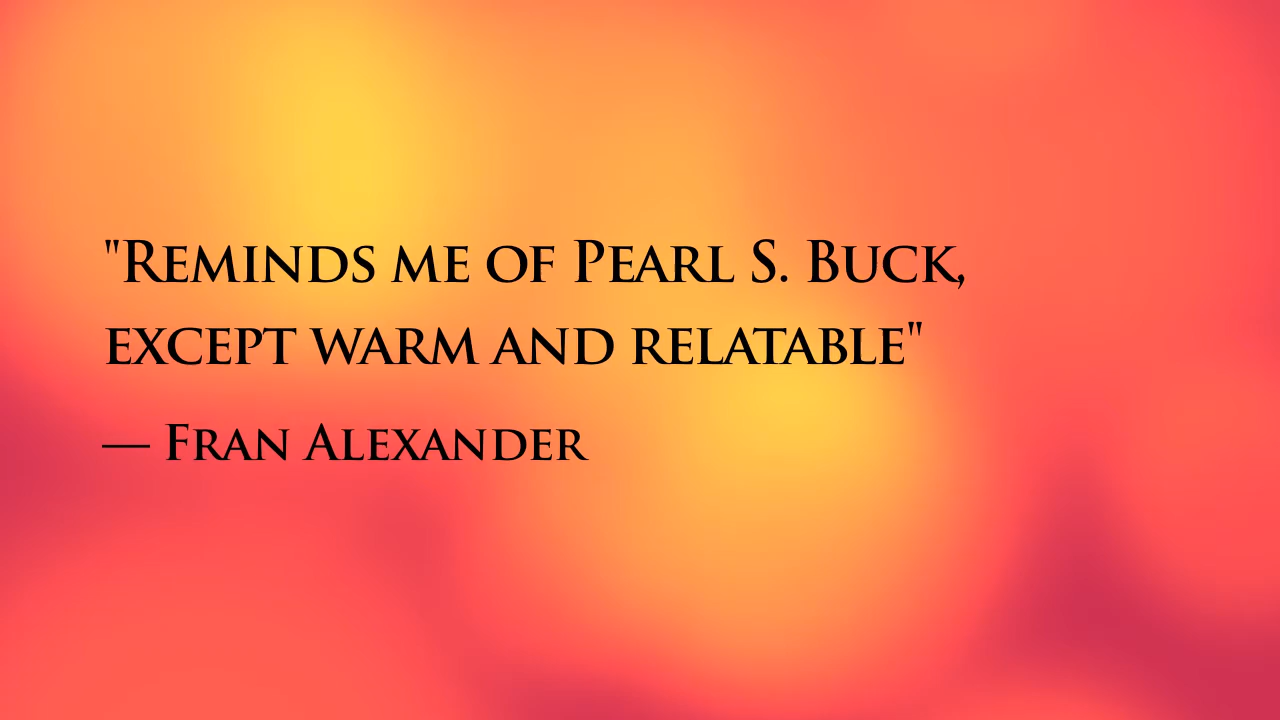 "Reminds me of Pearl S. Buck,
except warm and relatable"
— Fran Alexander